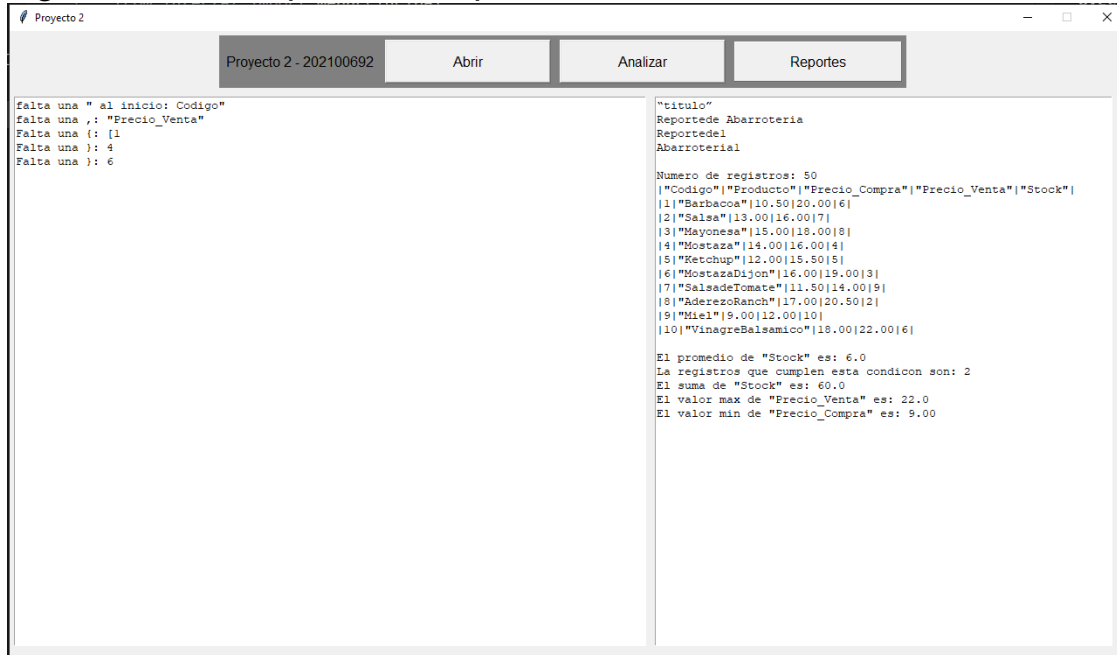 Proyecto 2
Proyecto 2 - 202100692
Abrir
Analizar
Reportes
falta una " al inicio: Codigo"
falta una ,: "Precio_Venta"
Falta una {: [1
Falta una }: 4
Falta una }: 6
“titulo”
Reportede Abarroteria
Reportede1
Abarroteria1
Numero de registros: 50
|"Codigo"|"Producto"|"Precio_Compra"|"Precio_Venta"|"Stock"|
|1|"Barbacoa"|10.50|20.00|6|
|2|"Salsa"|13.00|16.00|7|
|3|"Mayonesa"|15.00|18.00|8|
|4|"Mostaza"|14.00|16.00|4|
|5|"Ketchup"|12.00|15.50|5|
|6|"MostazaDijon"|16.00|19.00|3|
|7|"SalsadeTomate"|11.50|14.00|9|
|8|"AderezoRanch"|17.00|20.50|2|
|9|"Miel"|9.00|12.00|10|
|10|"VinagreBalsamico"|18.00|22.00|6|
El promedio de "Stock" es: 6.0
La registros que cumplen esta condicon son: 2
El suma de "Stock" es: 60.0
El valor max de "Precio_Venta" es: 22.0
El valor min de "Precio_Compra" es: 9.00